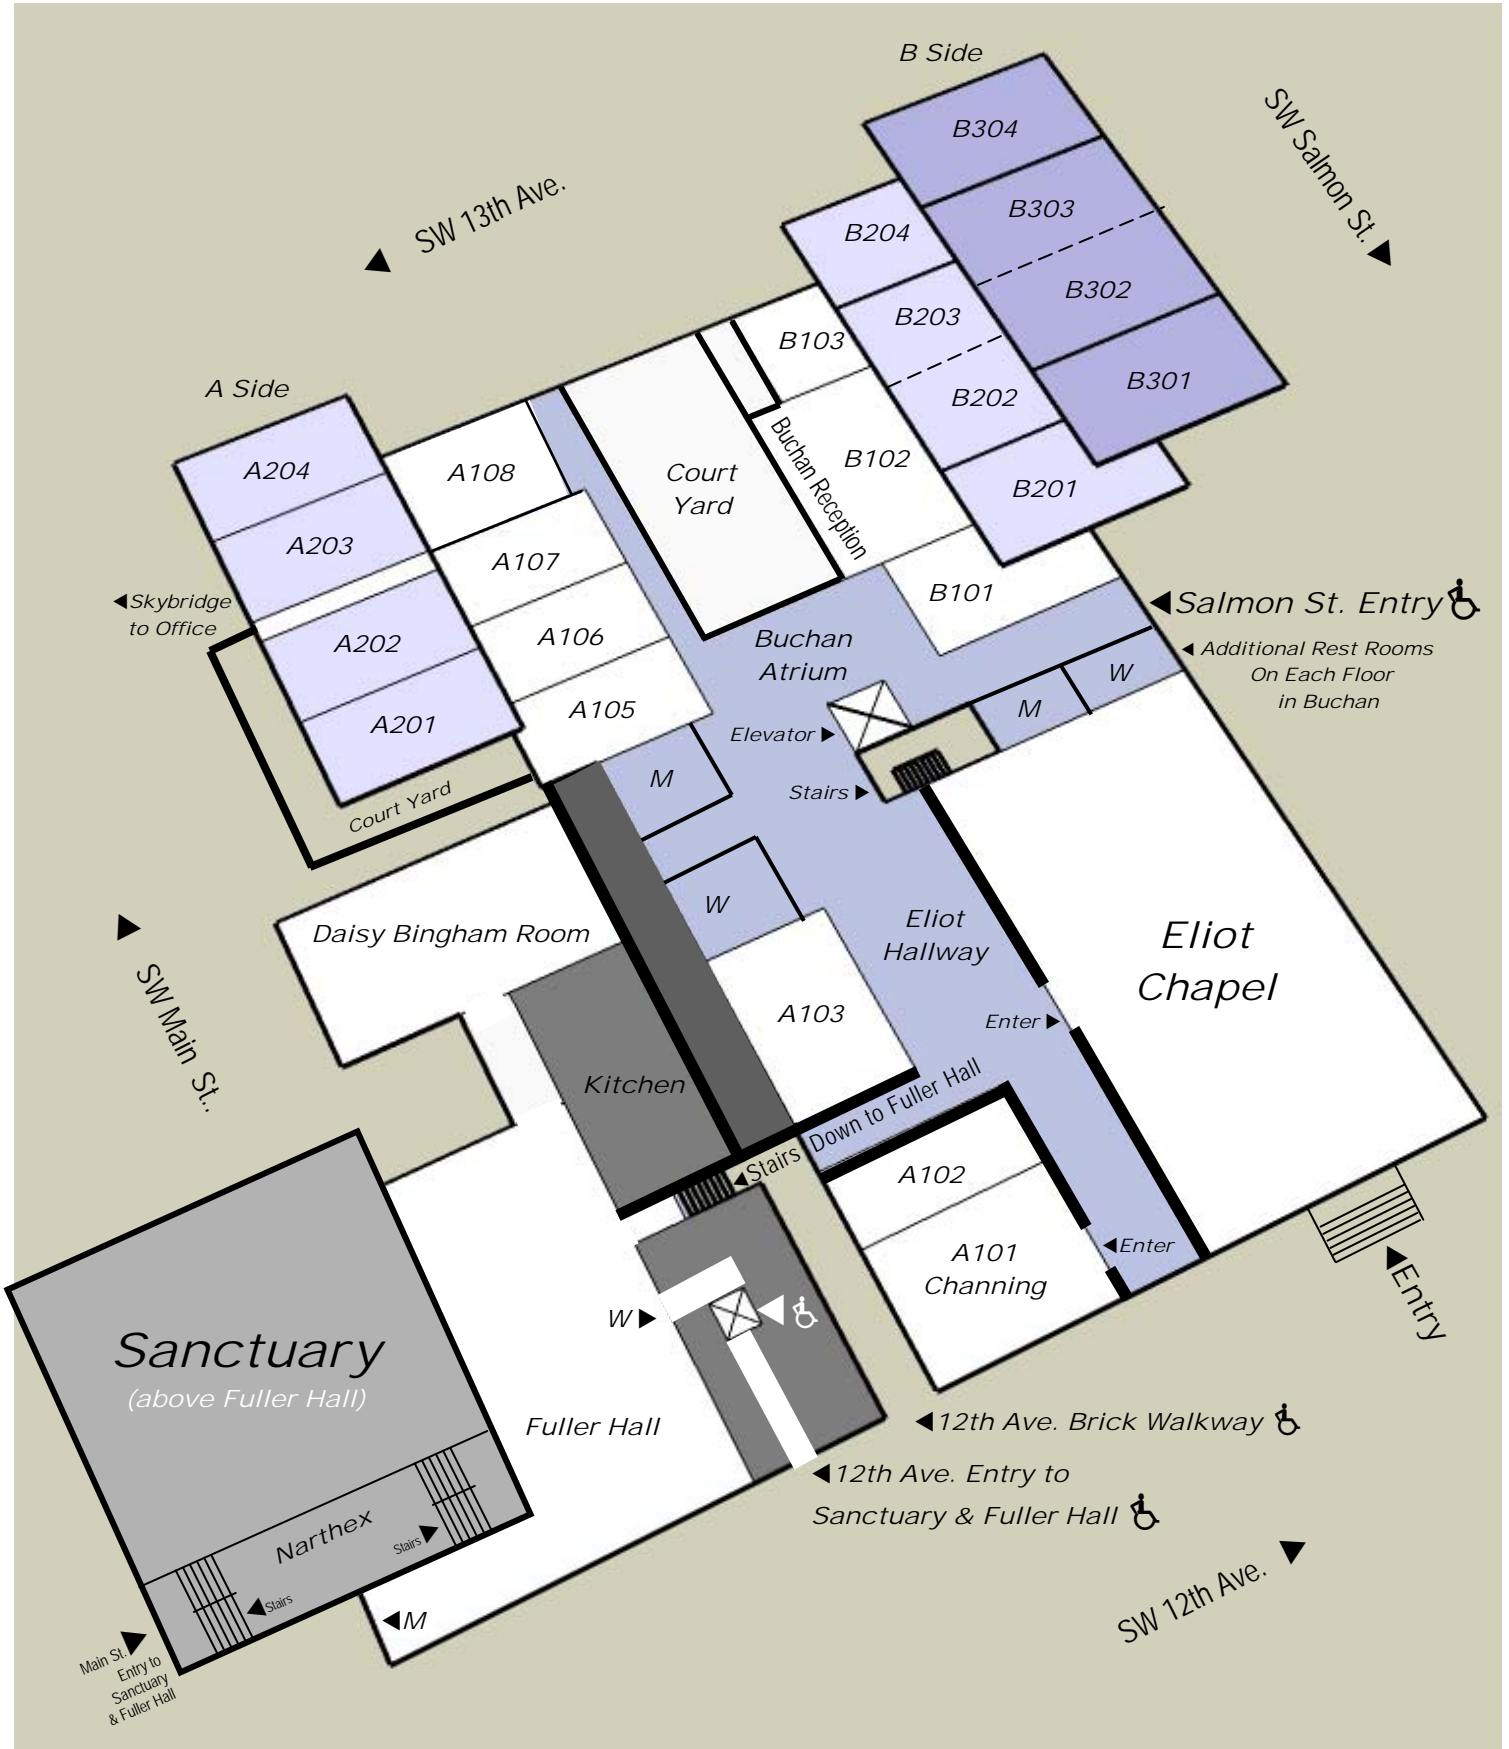 B Side
B304
SW Salmon St.
B303
SW 13th Ave.
B204
B302
B203
B103
B301
A Side
B202
A204
A108
Court
Yard
Buchan Reception
B102
B201
A203
A107
B101
Skybridge
to Office
Salmon St. Entry
A202
A106
Buchan
Atrium
Additional Rest Rooms
On Each Floor
in Buchan
W
M
A201
A105
Elevator
M
Stairs
Court Yard
W
Daisy Bingham Room
Eliot
Hallway
Eliot
Chapel
SW Main St..
A103
Enter
Kitchen
Stairs Down to Fuller Hall
A102
Enter
A101
Channing
Entry
W
Sanctuary
(above Fuller Hall)
Fuller Hall
12th Ave. Brick Walkway
12th Ave. Entry to
Sanctuary & Fuller Hall
Narthex
Stairs
Stairs
M
SW 12th Ave.
Main St.
Entry to
Sanctuary
& Fuller Hall